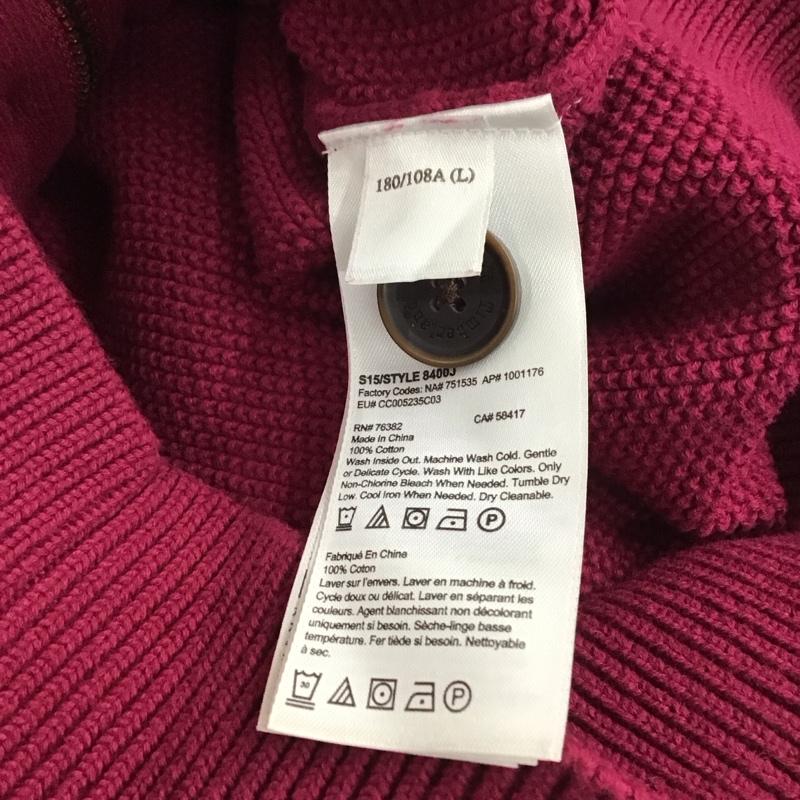 180/108A (L)
S15/STYLE 8400J
Factory Codes: NA# 751535 AP# 1001176
EU# CC005235C03
RN# 76382 CA# 58417
Made In China
100% Cotton
Wash Inside Out. Machine Wash Cold. Gentle
or Delicate Cycle. Wash With Like Colors. Only
Non-Chlorine Bleach When Needed. Tumble Dry
Low. Cool Iron When Needed. Dry Cleanable.
P
Fabriqué En Chine
100% Coton
Laver sur l'envers. Laver en machine à froid.
Cycle doux ou délicat. Laver en séparant les
couleurs. Agent blanchissant non décolorant
uniquement si besoin. Sèche-linge basse
température. Fer tiède si besoin. Nettoyable
à sec.
30 P